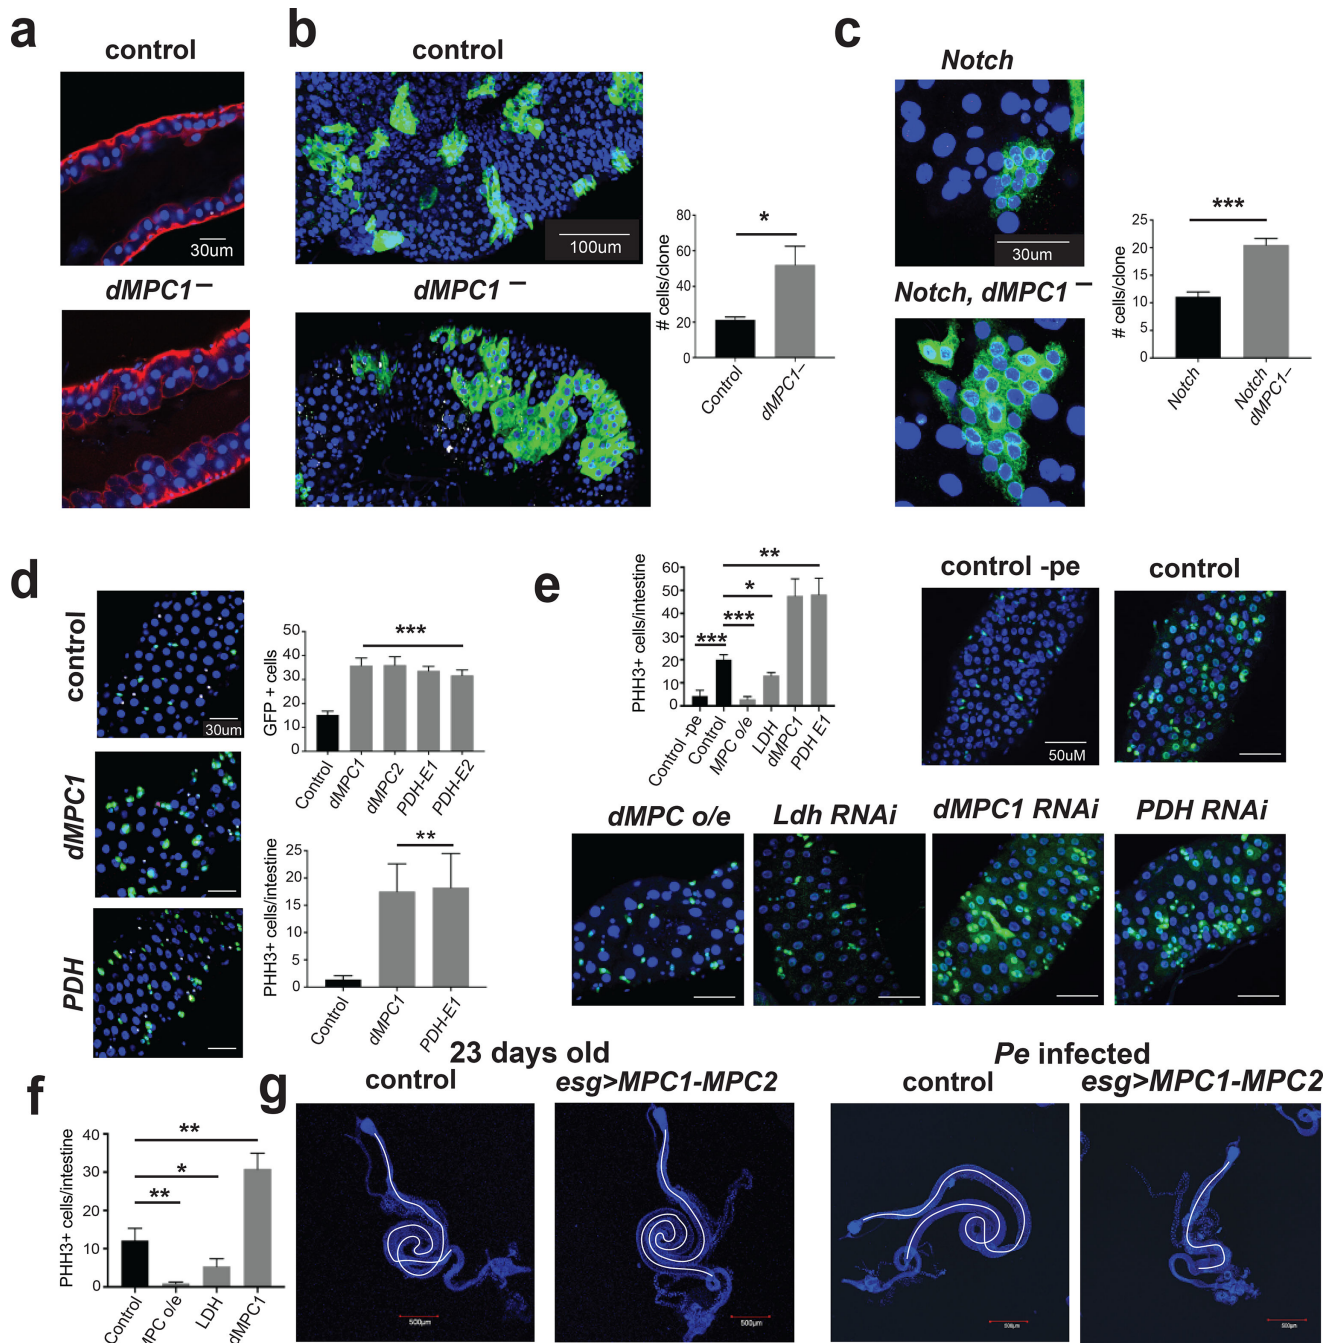 a
control
30um
dMPC1–
b
control
100um
dMPC1–
# cells/clone
80
60
40
20
0
*
Control
dMPC1–
c
Notch
30um
Notch, dMPC1–
# cells/clone
25
20
15
10
5
0
***
Notch
Notch
dMPC1–
d
control
30um
dMPC1
PDH
GFP + cells
50
40
30
20
10
0
***
Control
dMPC1
dMPC2
PDH-E1
PDH-E2
PHH3+ cells/intestine
25
20
15
10
5
0
**
Control
dMPC1
PDH-E1
e
PHH3+ cells/intestine
60
50
40
30
20
10
0
**
*
***
***
Control -pe
Control
MPC o/e
LDH
dMPC1
PDH E1
control -pe
50uM
control
dMPC o/e
Ldh RNAi
dMPC1 RNAi
PDH RNAi
f
PHH3+ cells/intestine
40
30
20
10
0
**
*
**
Control
MPC o/e
LDH
dMPC1
g
23 days old
control
esg>MPC1-MPC2
500µm
500µm
Pe infected
control
esg>MPC1-MPC2
500µm
500µm